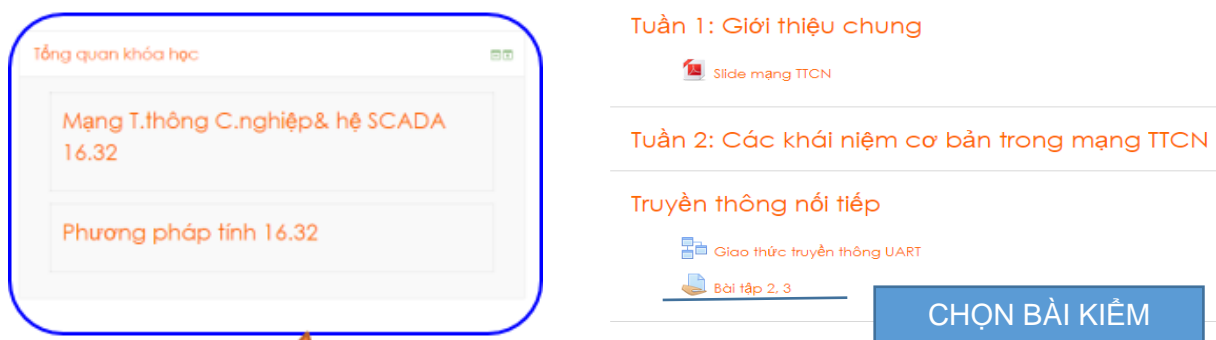 Tổng quan khóa học
Mạng T.thông C.nghiệp& hệ SCADA
16.32
Phương pháp tính 16.32
Tuần 1: Giới thiệu chung
Slide mạng TTCN
Tuần 2: Các khái niệm cơ bản trong mạng TTCN
Truyền thông nối tiếp
Giao thức truyền thông UART
Bài tập 2, 3
CHỌN BÀI KIỂM